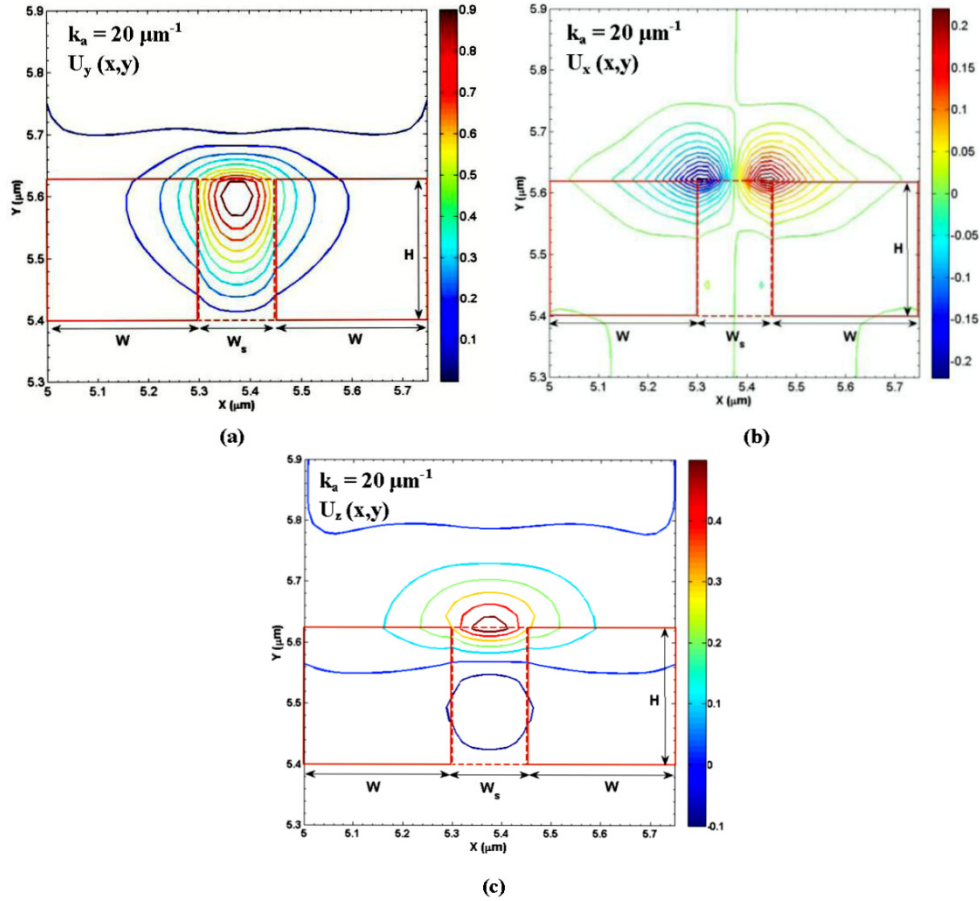 kₐ = 20 μm⁻¹
U_y (x,y)
Y (μm)
5.9
5.8
5.7
5.6
5.5
5.4
5.3
5 5.1 5.2 5.3 5.4 5.5 5.6 5.7
X (μm)
W W_s W
H
0.9
0.8
0.7
0.6
0.5
0.4
0.3
0.2
0.1
(a)
kₐ = 20 μm⁻¹
Uₓ (x,y)
Y (μm)
5.9
5.8
5.7
5.6
5.5
5.4
5.3
5 5.1 5.2 5.3 5.4 5.5 5.6 5.7
X (μm)
W W_s W
H
0.2
0.15
0.1
0.05
0
-0.05
-0.1
-0.15
-0.2
(b)
kₐ = 20 μm⁻¹
U_z (x,y)
Y (μm)
5.9
5.8
5.7
5.6
5.5
5.4
5.3
5 5.1 5.2 5.3 5.4 5.5 5.6 5.7
X (μm)
W W_s W
H
0.4
0.3
0.2
0.1
0
-0.1
(c)